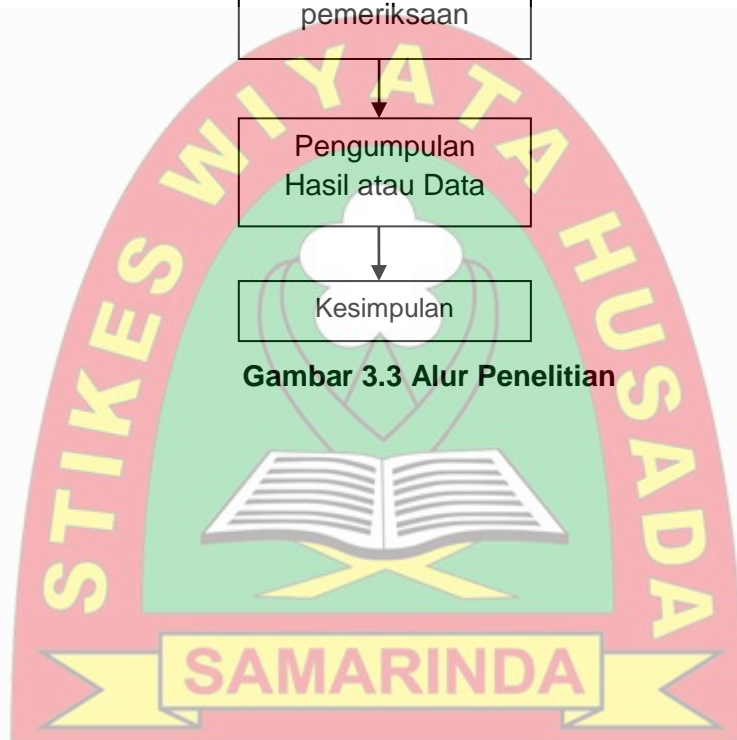 pemeriksaan
Pengumpulan
Hasil atau Data
Kesimpulan
Gambar 3.3 Alur Penelitian
STIKES WIYATA HUSADA
SAMARINDA